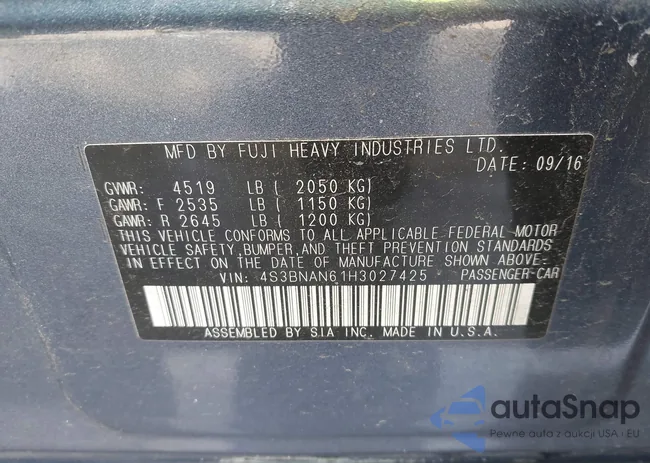 MFD BY FUJI HEAVY INDUSTRIES LTD.
DATE: 09/16
GVWR: 4519 LB ( 2050 KG)
GAWR: F 2535 LB ( 1150 KG)
GAWR: R 2645 LB ( 1200 KG)
THIS VEHICLE CONFORMS TO ALL APPLICABLE FEDERAL MOTOR
VEHICLE SAFETY, BUMPER, AND THEFT PREVENTION STANDARDS
IN EFFECT ON THE DATE OF MANUFACTURE SHOWN ABOVE.
VIN: 4S3BNAN61H3027425 PASSENGER CAR
ASSEMBLED BY S.I.A INC. MADE IN U.S.A.
autaSnap
Pewne auta z aukcji USA i EU